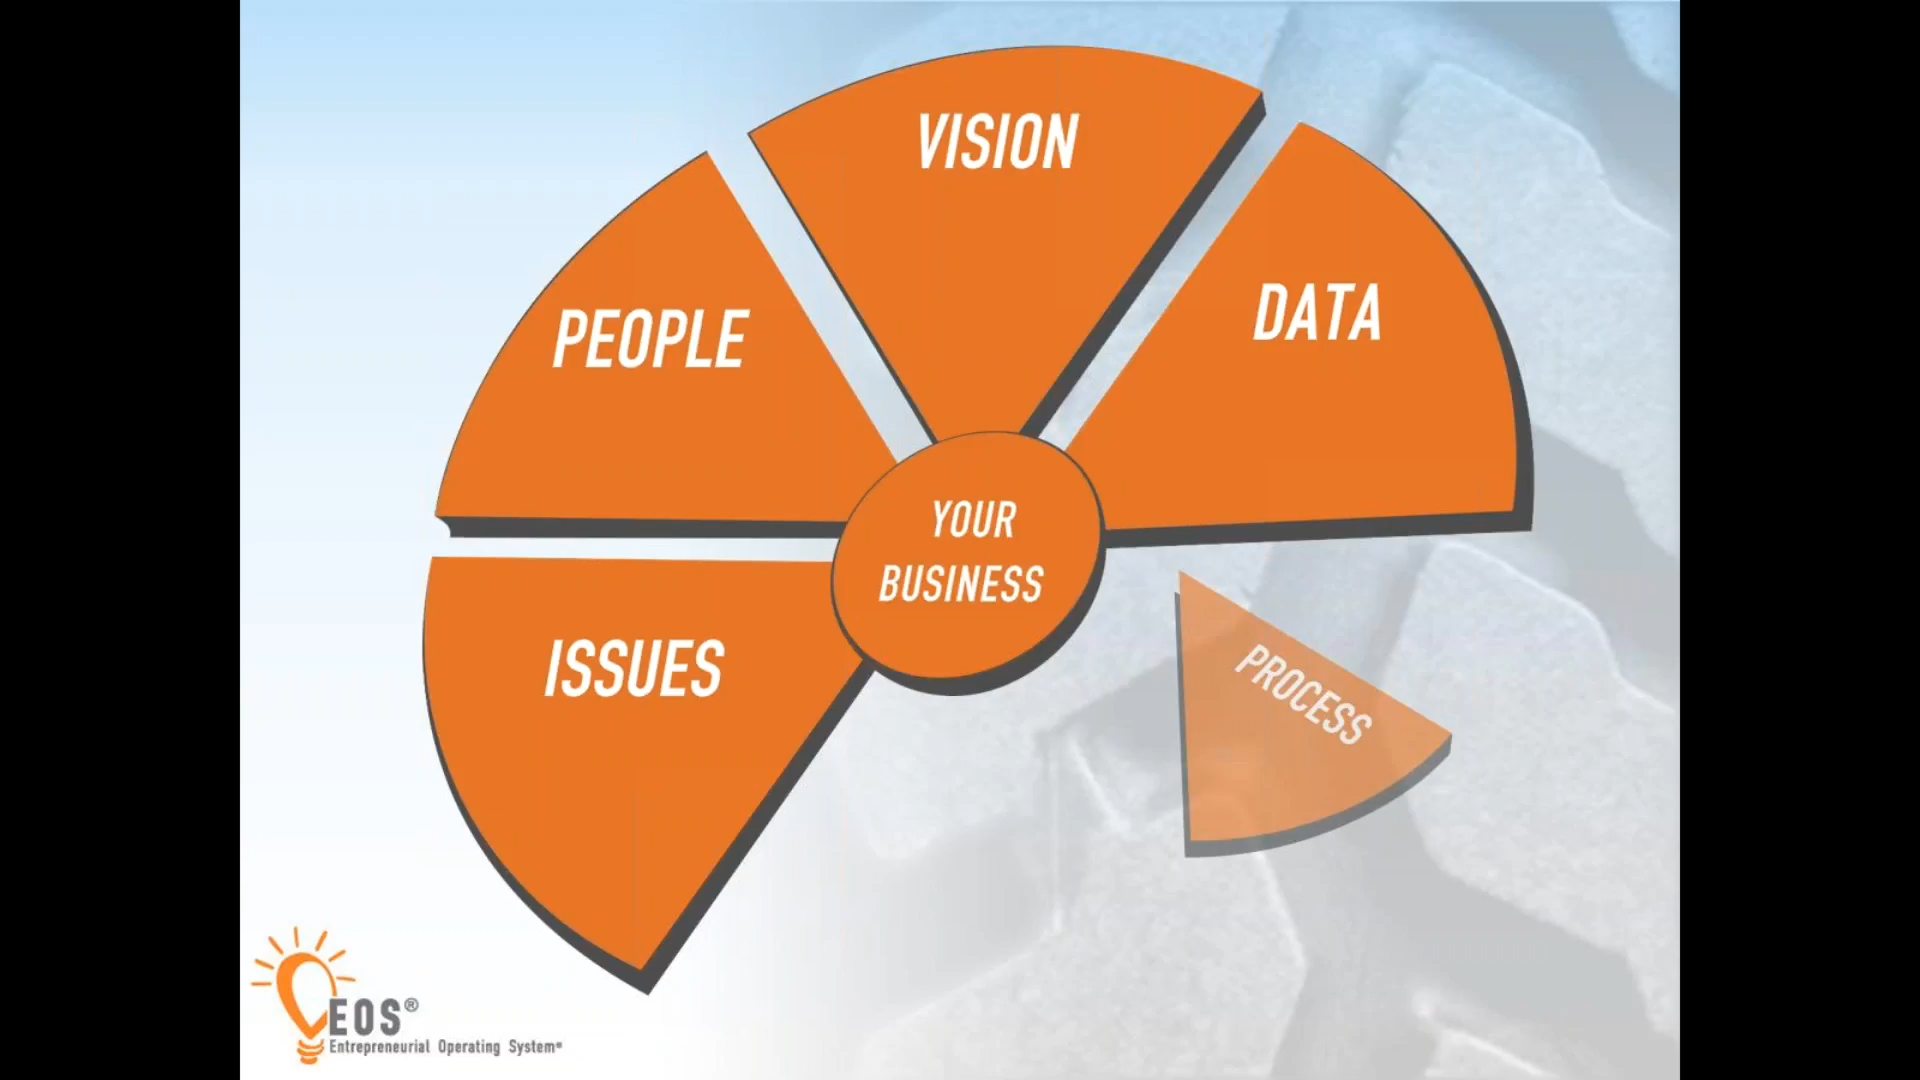 VISION
DATA
PEOPLE
YOUR
BUSINESS
ISSUES
PROCESS
EOS®
Entrepreneurial Operating System®